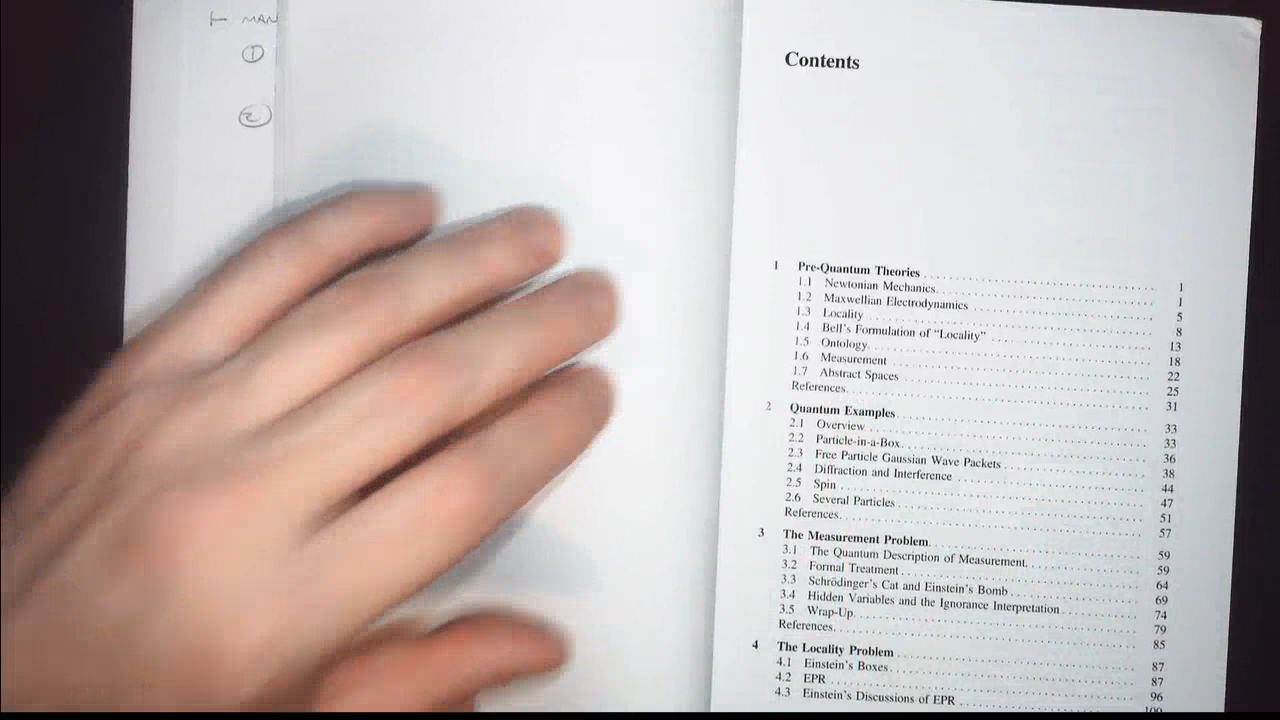 ⊢ MAN
①
②
Contents
1 Pre-Quantum Theories 1
1.1 Newtonian Mechanics. 1
1.2 Maxwellian Electrodynamics 5
1.3 Locality 8
1.4 Bell's Formulation of "Locality" 13
1.5 Ontology. 18
1.6 Measurement 22
1.7 Abstract Spaces 25
References. 31
2 Quantum Examples 33
2.1 Overview 33
2.2 Particle-in-a-Box. 36
2.3 Free Particle Gaussian Wave Packets 38
2.4 Diffraction and Interference 44
2.5 Spin 47
2.6 Several Particles 51
References. 57
3 The Measurement Problem. 59
3.1 The Quantum Description of Measurement. 59
3.2 Formal Treatment 64
3.3 Schrödinger's Cat and Einstein's Bomb 69
3.4 Hidden Variables and the Ignorance Interpretation 74
3.5 Wrap-Up. 79
References. 85
4 The Locality Problem 87
4.1 Einstein's Boxes. 87
4.2 EPR 96
4.3 Einstein's Discussions of EPR 100